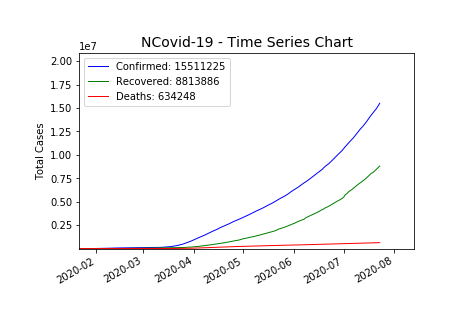 NCovid-19 - Time Series Chart
1e7
Confirmed: 15511225
Recovered: 8813886
Deaths: 634248
Total Cases
2.00
1.75
1.50
1.25
1.00
0.75
0.50
0.25
2020-02
2020-03
2020-04
2020-05
2020-06
2020-07
2020-08